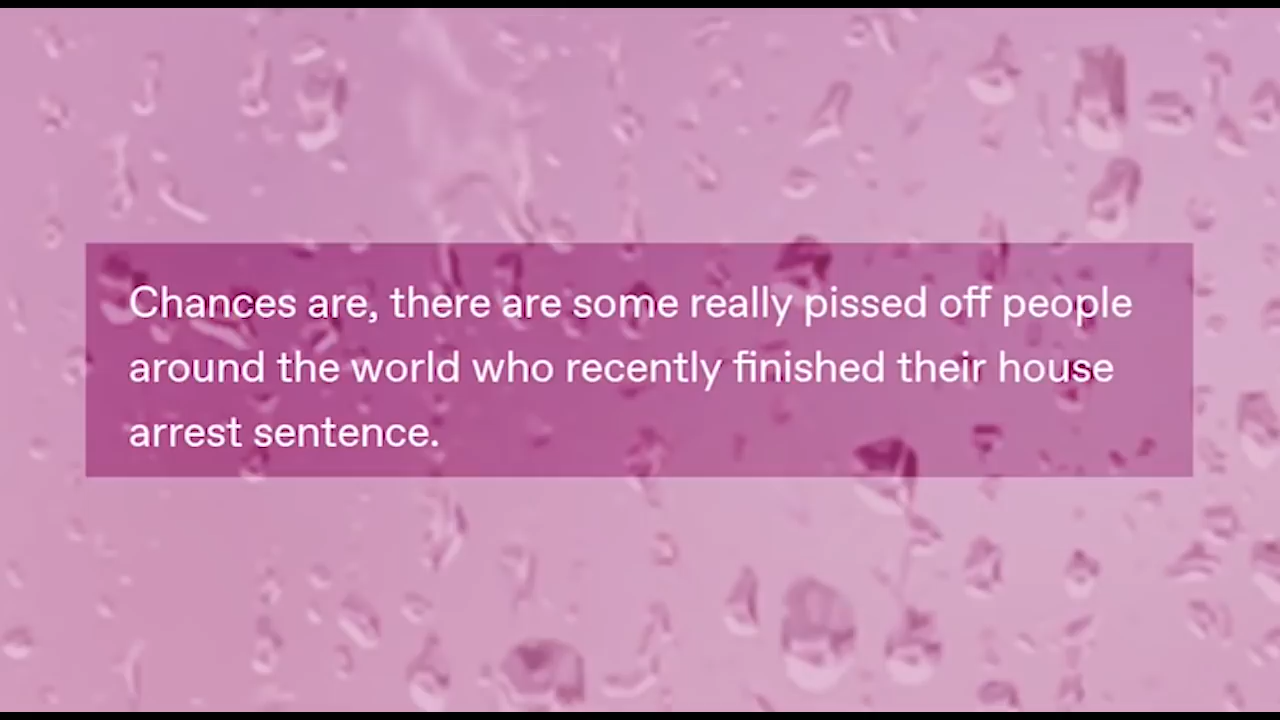 Chances are, there are some really pissed off people
around the world who recently finished their house
arrest sentence.